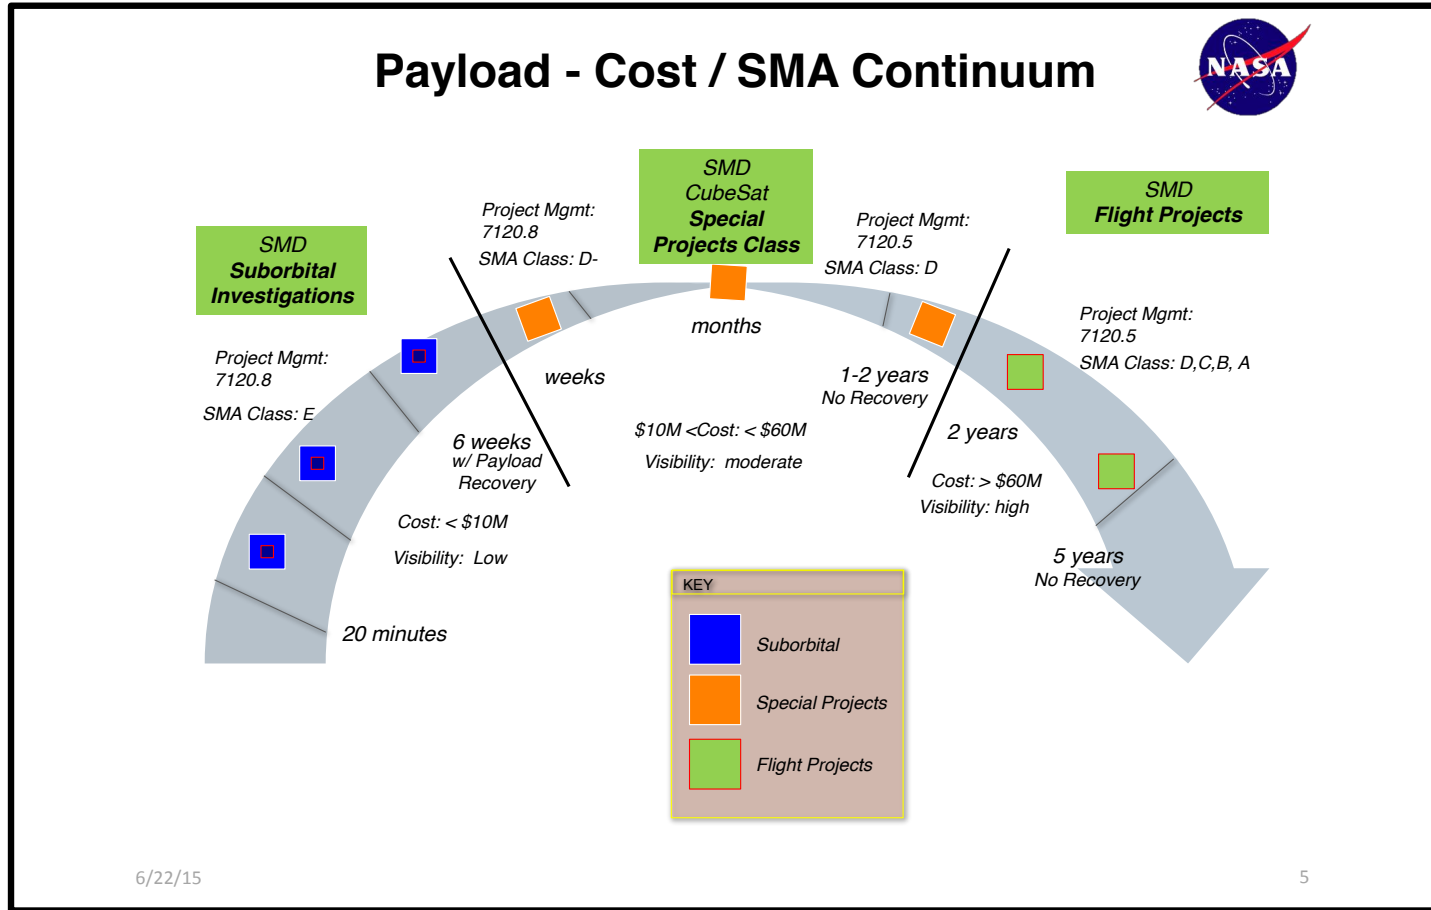 Payload - Cost / SMA Continuum
NASA
SMD
Suborbital
Investigations
Project Mgmt:
7120.8
SMA Class: E
Project Mgmt:
7120.8
SMA Class: D-
SMD
CubeSat
Special
Projects Class
Project Mgmt:
7120.5
SMA Class: D
SMD
Flight Projects
Project Mgmt:
7120.5
SMA Class: D,C,B, A
20 minutes
6 weeks
w/ Payload
Recovery
Cost: < $10M
Visibility: Low
weeks
months
1-2 years
No Recovery
$10M <Cost: < $60M
Visibility: moderate
2 years
Cost: > $60M
Visibility: high
5 years
No Recovery
KEY
Suborbital
Special Projects
Flight Projects
6/22/15
5